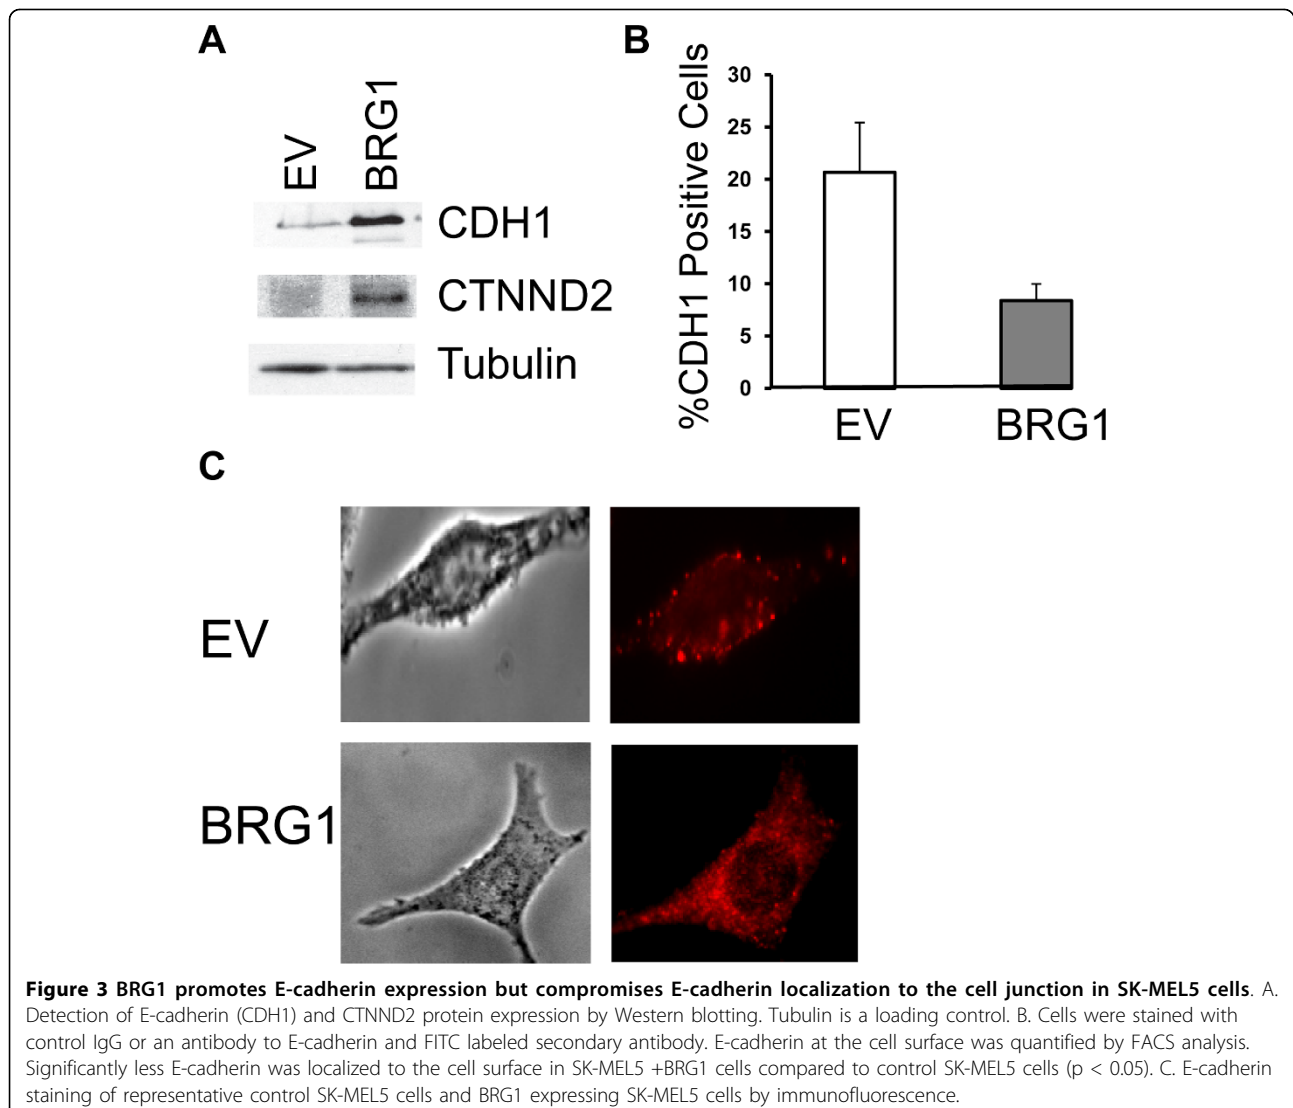 A
EV
BRG1
CDH1
CTNND2
Tubulin
B
%CDH1 Positive Cells
30
25
20
15
10
5
0
EV
BRG1
C
EV
BRG1
Figure 3 BRG1 promotes E-cadherin expression but compromises E-cadherin localization to the cell junction in SK-MEL5 cells. A.
Detection of E-cadherin (CDH1) and CTNND2 protein expression by Western blotting. Tubulin is a loading control. B. Cells were stained with
control IgG or an antibody to E-cadherin and FITC labeled secondary antibody. E-cadherin at the cell surface was quantified by FACS analysis.
Significantly less E-cadherin was localized to the cell surface in SK-MEL5 +BRG1 cells compared to control SK-MEL5 cells (p < 0.05). C. E-cadherin
staining of representative control SK-MEL5 cells and BRG1 expressing SK-MEL5 cells by immunofluorescence.